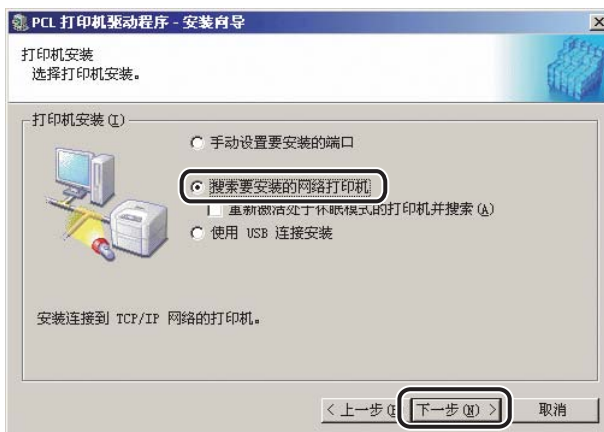 PCL 打印机驱动程序 - 安装向导
打印机安装
选择打印机安装。
打印机安装(I)
手动设置要安装的端口
搜索要安装的网络打印机
重新激活处于休眠模式的打印机并搜索(A)
使用 USB 连接安装
安装连接到 TCP/IP 网络的打印机。
< 上一步 下一步(N) > 取消